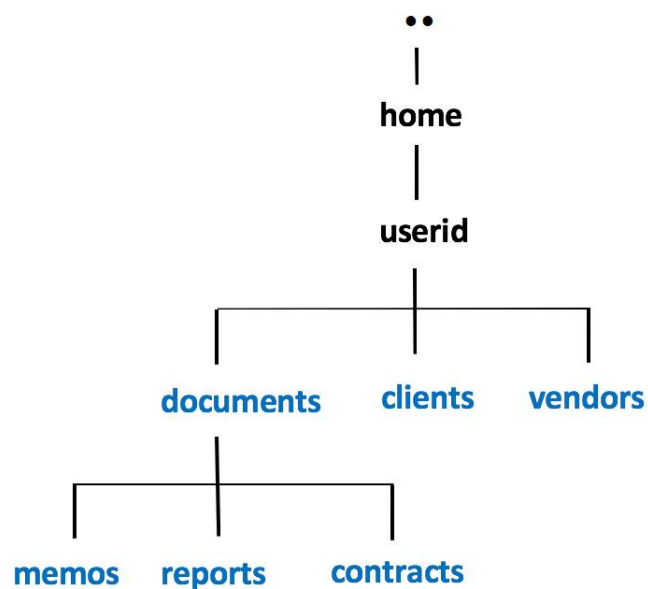 ••
home
userid
documents clients vendors
memos reports contracts